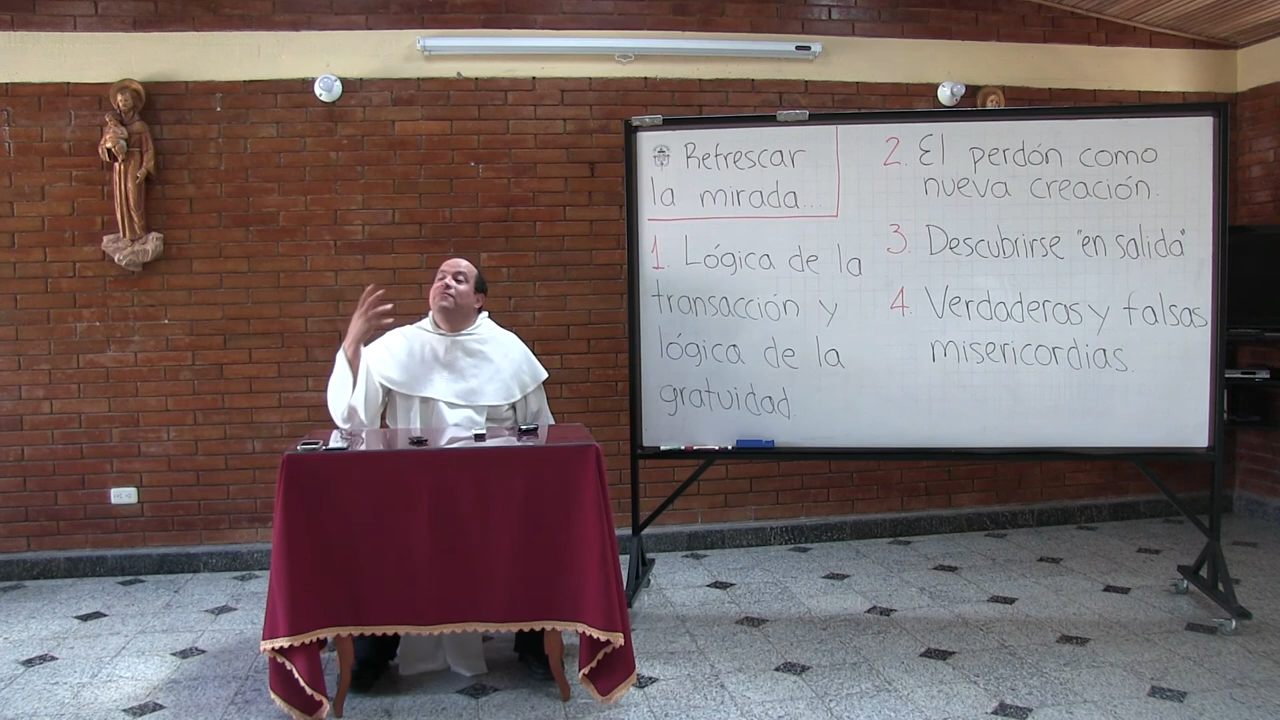 Refrescar
la mirada...
1. Lógica de la
transacción y
lógica de la
gratuidad.
2. El perdón como
nueva creación.
3. Descubrirse "en salida"
4. Verdaderas y falsas
misericordias.